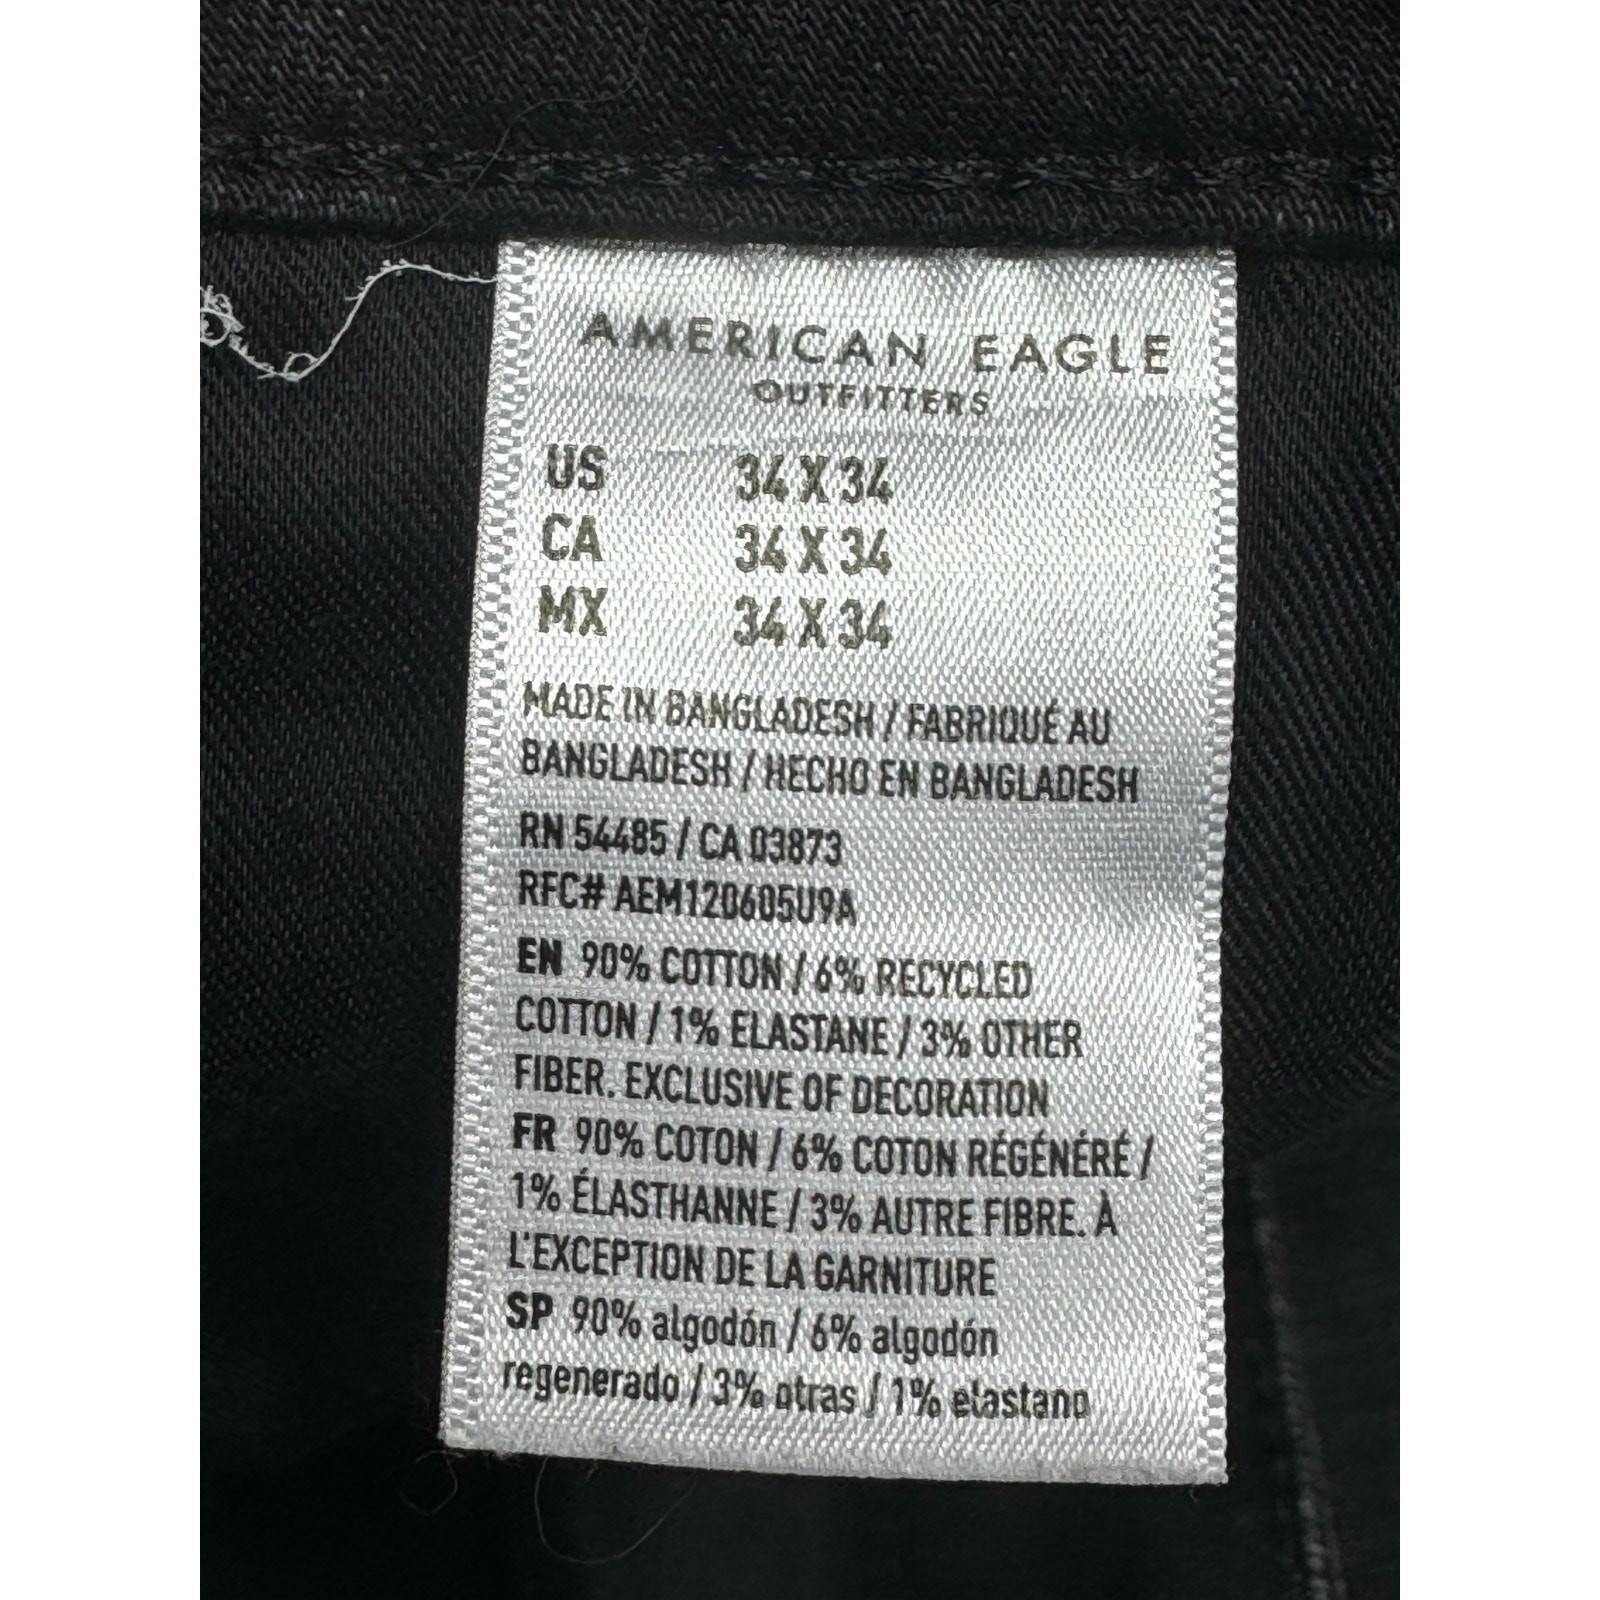 AMERICAN EAGLE
OUTFITTERS
US 34 X 34
CA 34 X 34
MX 34 X 34
MADE IN BANGLADESH / FABRIQUÉ AU
BANGLADESH / HECHO EN BANGLADESH
RN 54485 / CA 03873
RFC# AEM120605U9A
EN 90% COTTON / 6% RECYCLED
COTTON / 1% ELASTANE / 3% OTHER
FIBER. EXCLUSIVE OF DECORATION
FR 90% COTON / 6% COTON RÉGÉNÉRÉ /
1% ÉLASTHANNE / 3% AUTRE FIBRE. À
L'EXCEPTION DE LA GARNITURE
SP 90% algodón / 6% algodón
regenerado / 3% otras / 1% elastano